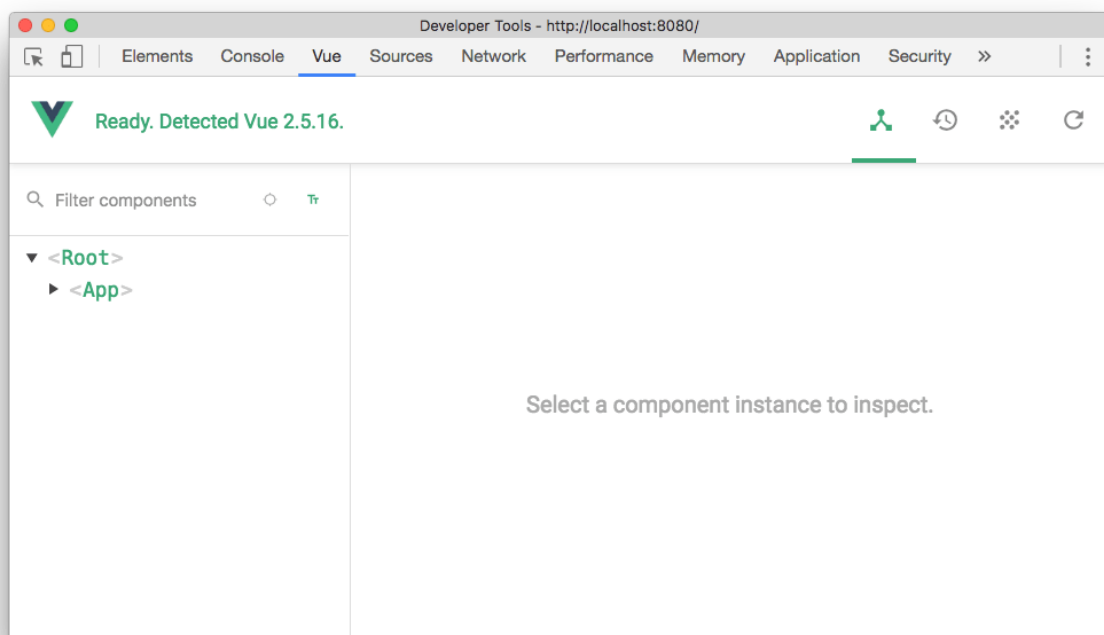 Developer Tools - http://localhost:8080/
Elements Console Vue Sources Network Performance Memory Application Security »
Ready. Detected Vue 2.5.16.
Filter components Tт
<Root>
<App>
Select a component instance to inspect.